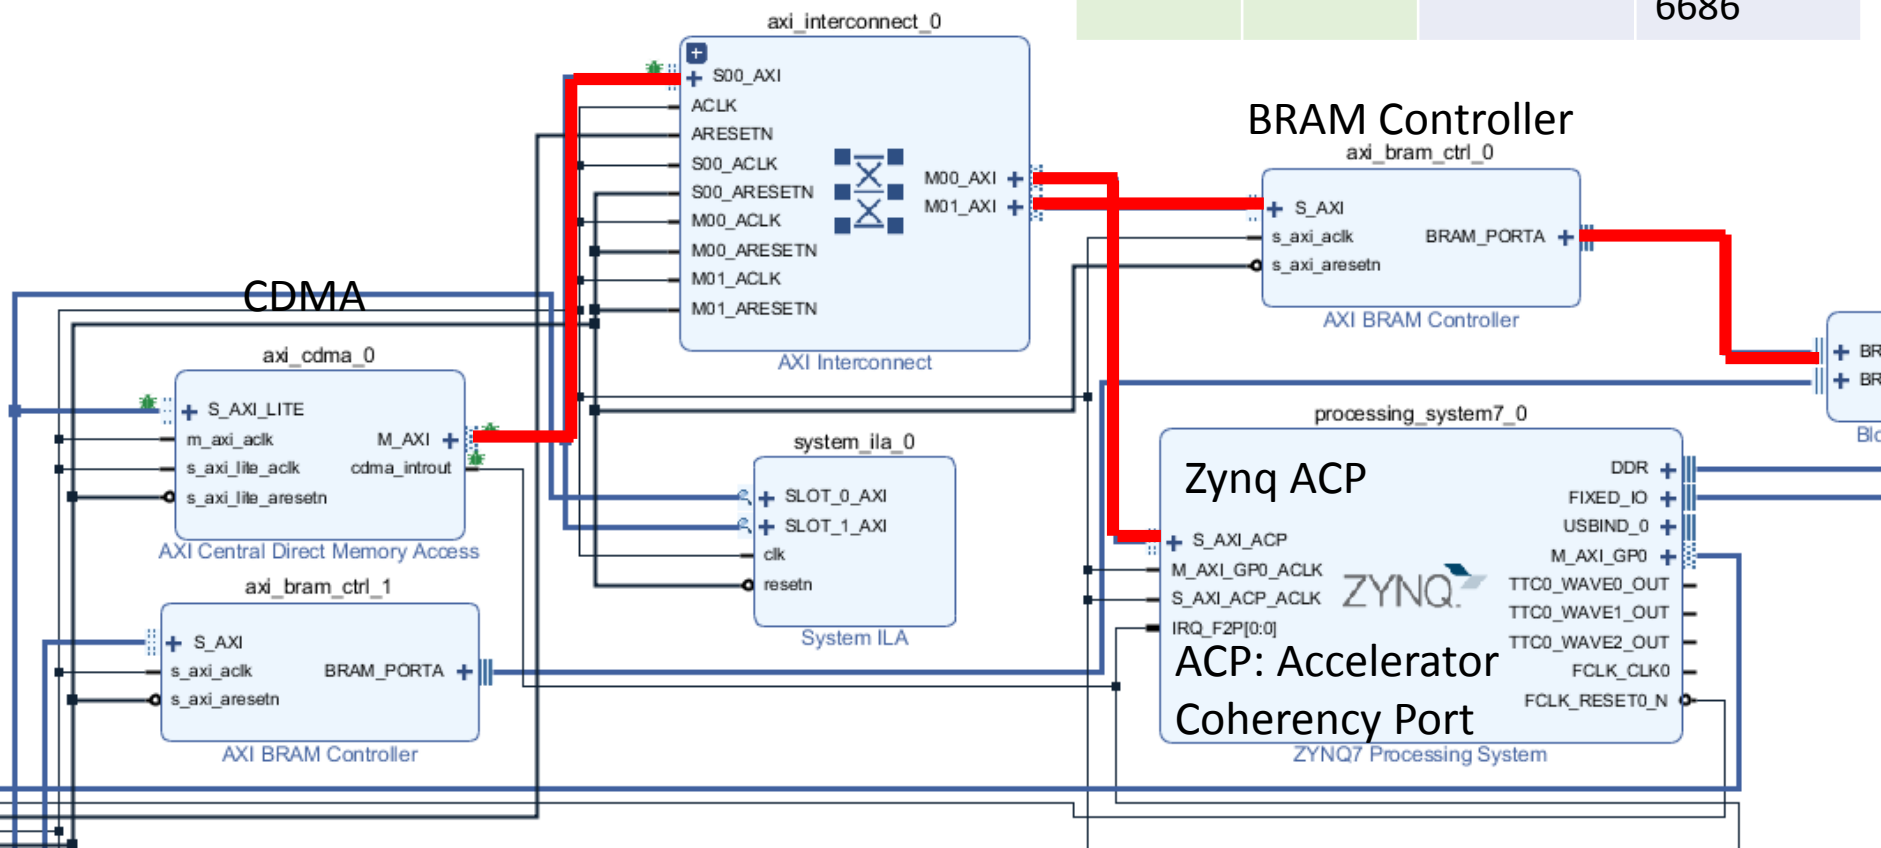 6686
axi_interconnect_0
S00_AXI
ACLK
ARESETN
S00_ACLK
S00_ARESETN
M00_ACLK
M00_ARESETN
M01_ACLK
M01_ARESETN
M00_AXI
M01_AXI
AXI Interconnect
BRAM Controller
axi_bram_ctrl_0
S_AXI
s_axi_aclk
s_axi_aresetn
BRAM_PORTA
AXI BRAM Controller
BR
BR
Blo
CDMA
axi_cdma_0
S_AXI_LITE
m_axi_aclk
s_axi_lite_aclk
s_axi_lite_aresetn
M_AXI
cdma_introut
AXI Central Direct Memory Access
system_ila_0
SLOT_0_AXI
SLOT_1_AXI
clk
resetn
System ILA
axi_bram_ctrl_1
S_AXI
s_axi_aclk
s_axi_aresetn
BRAM_PORTA
AXI BRAM Controller
processing_system7_0
Zynq ACP
S_AXI_ACP
M_AXI_GP0_ACLK
S_AXI_ACP_ACLK
IRQ_F2P[0:0]
ZYNQ.
ACP: Accelerator
Coherency Port
DDR
FIXED_IO
USBIND_0
M_AXI_GP0
TTC0_WAVE0_OUT
TTC0_WAVE1_OUT
TTC0_WAVE2_OUT
FCLK_CLK0
FCLK_RESET0_N
ZYNQ7 Processing System